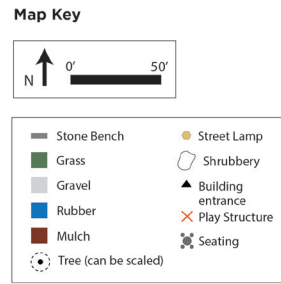 Map Key
0' 50'
N
Stone Bench
Street Lamp
Grass
Shrubbery
Gravel
Building
entrance
Rubber
Play Structure
Mulch
Seating
Tree (can be scaled)